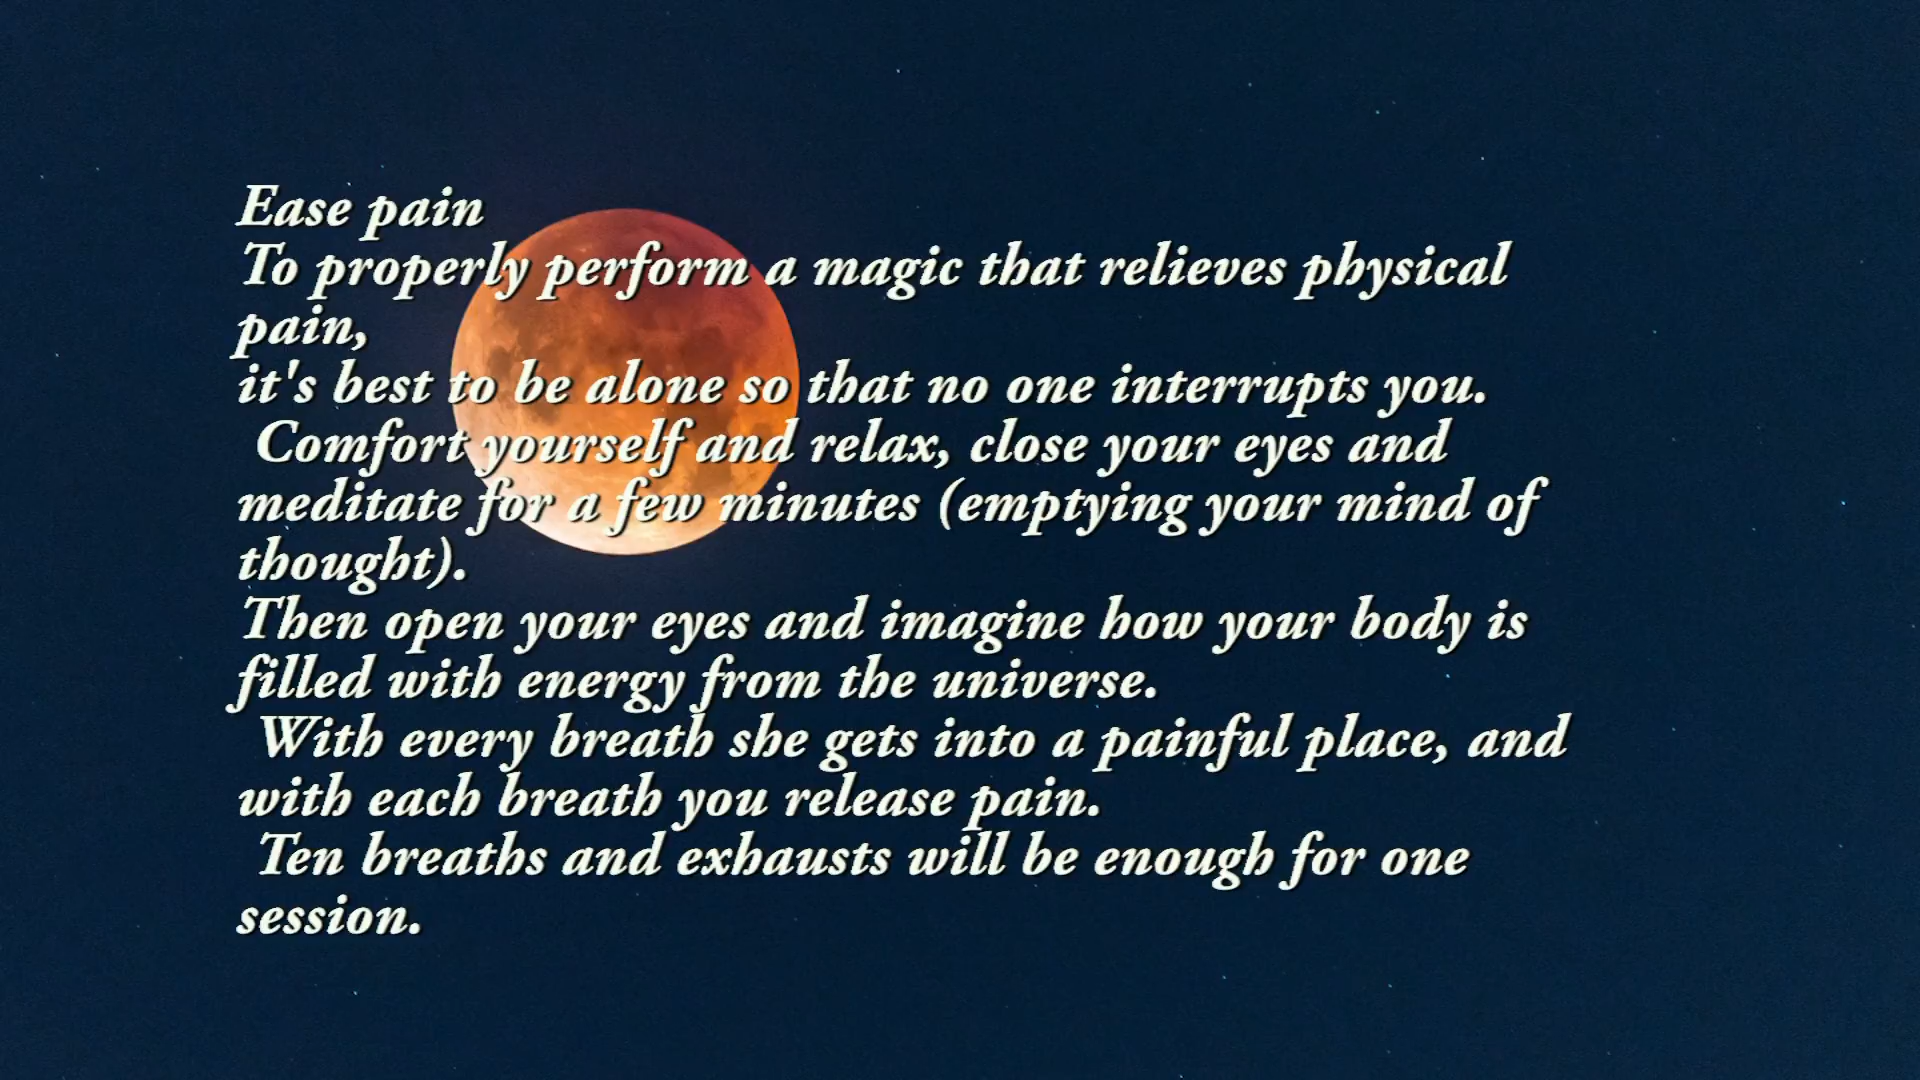 Ease pain
To properly perform a magic that relieves physical
pain,
it's best to be alone so that no one interrupts you.
Comfort yourself and relax, close your eyes and
meditate for a few minutes (emptying your mind of
thought).
Then open your eyes and imagine how your body is
filled with energy from the universe.
With every breath she gets into a painful place, and
with each breath you release pain.
Ten breaths and exhausts will be enough for one
session.